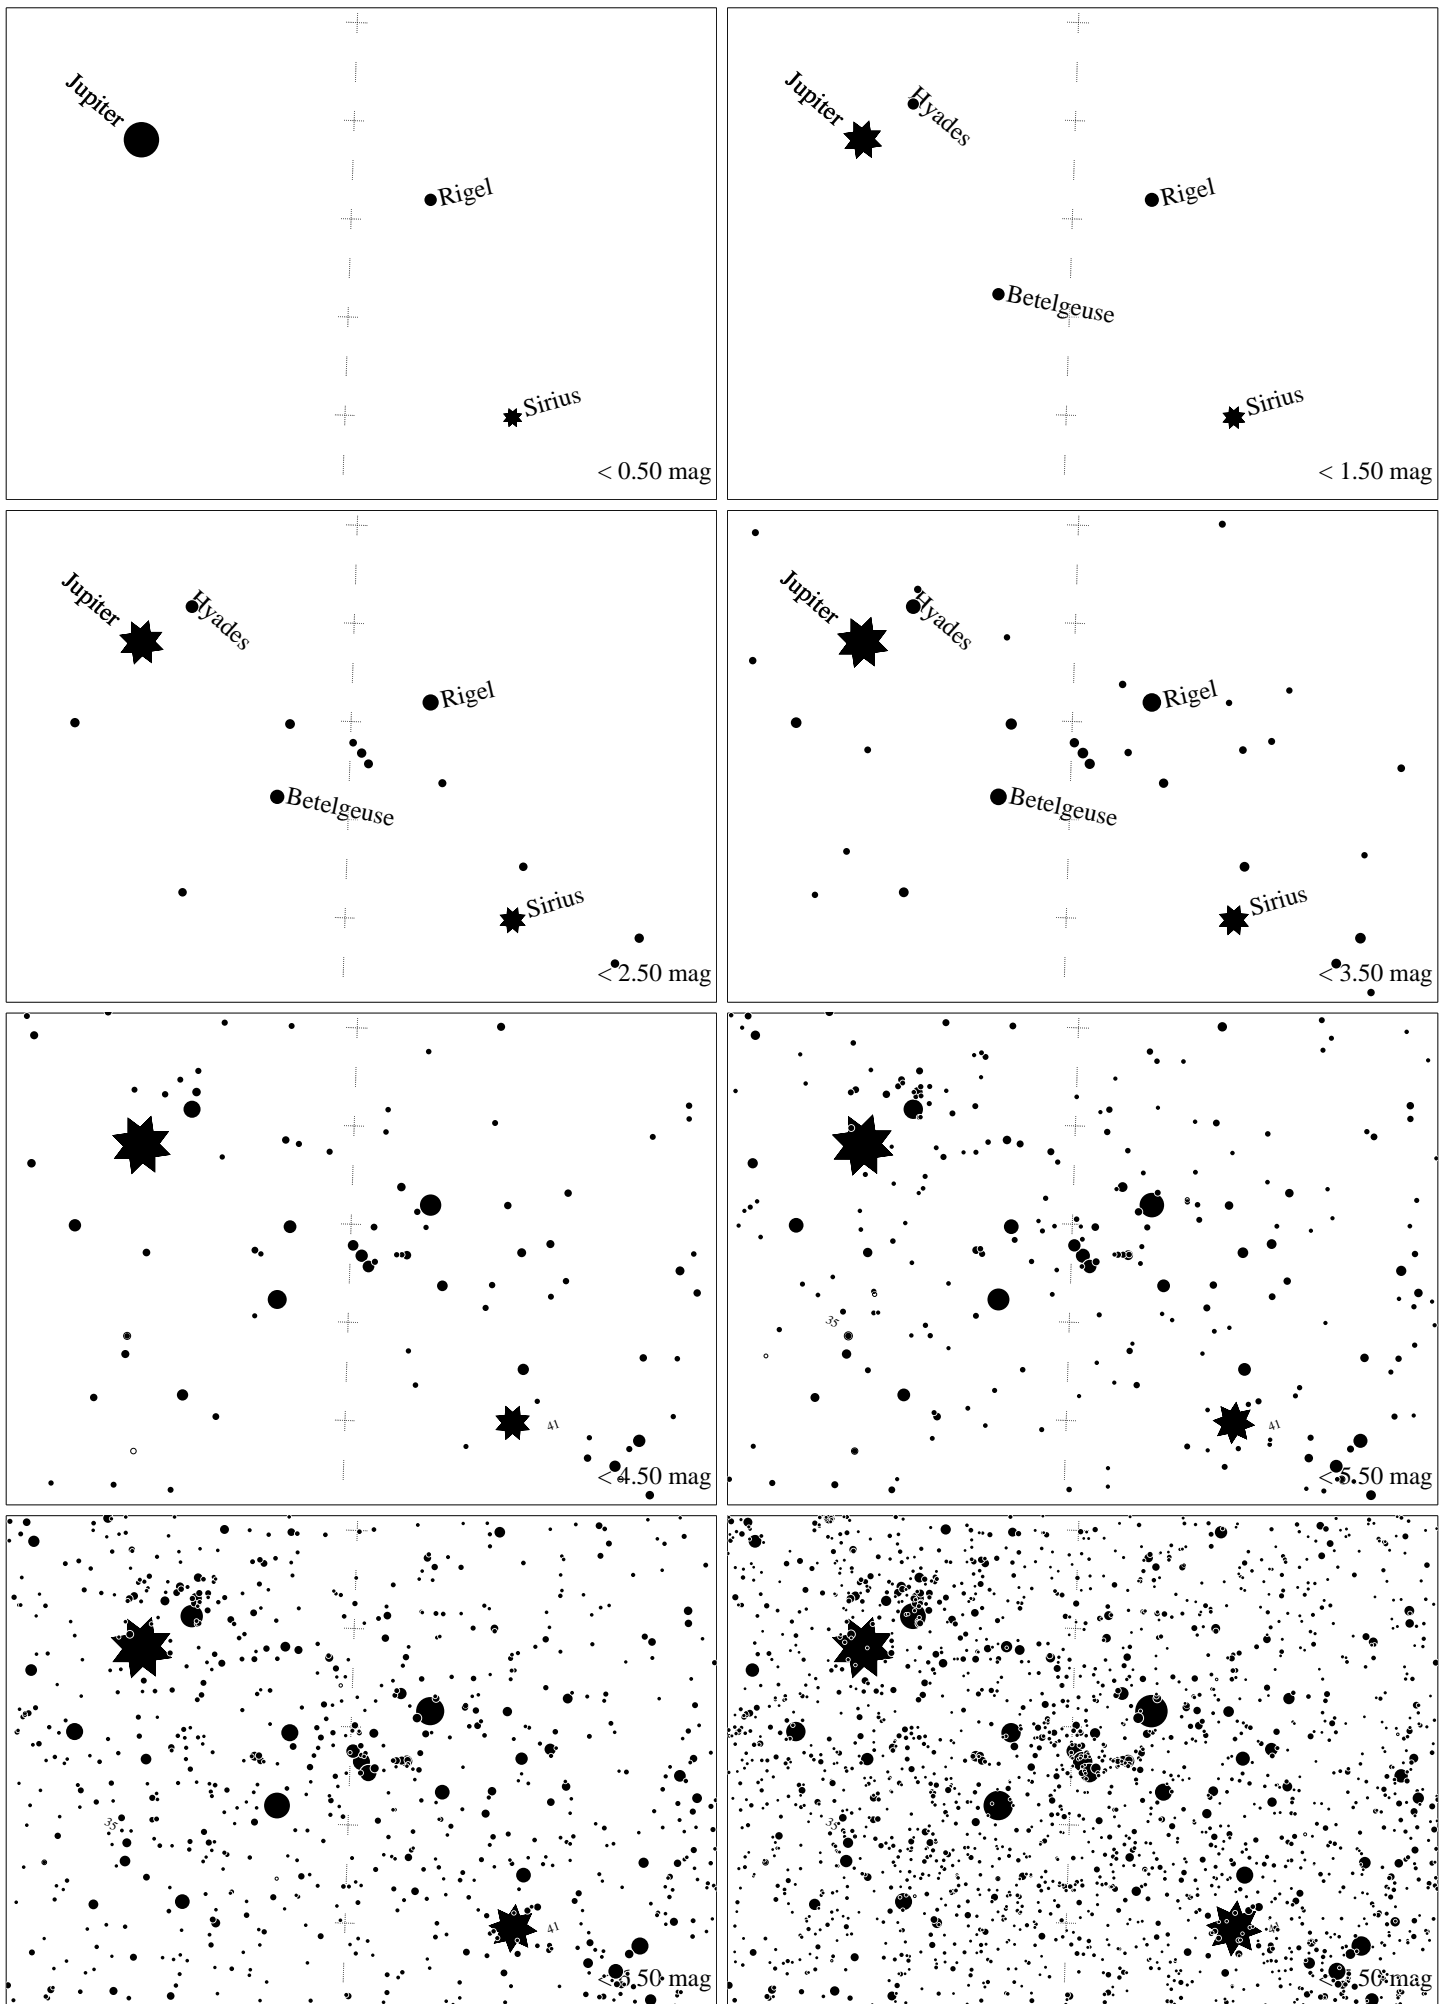 Jupiter
Rigel
Sirius
< 0.50 mag
Jupiter
Hyades
Rigel
Betelgeuse
Sirius
< 1.50 mag
Jupiter
Hyades
Rigel
Betelgeuse
Sirius
< 2.50 mag
Jupiter
Hyades
Rigel
Betelgeuse
Sirius
< 3.50 mag
41
< 4.50 mag
35
41
< 5.50 mag
35
41
.50 mag
35
.50 mag